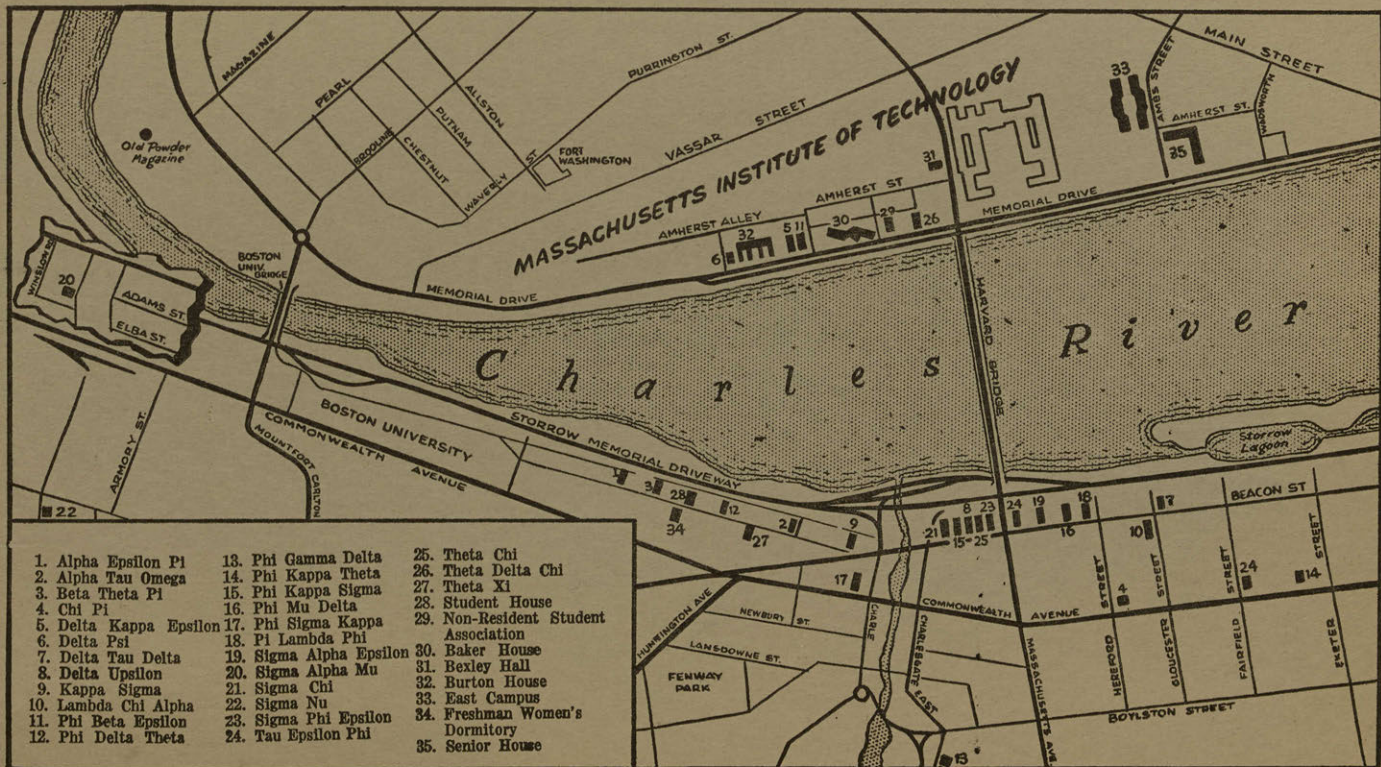 MAGAZINE
PEARL
ALLSTON
PUTNAM
BROOKLINE
CHESTNUT
WAVERLY ST
PURRINGTON ST.
VASSAR STREET
FORT WASHINGTON
Old Powder Magazine
MASSACHUSETTS INSTITUTE OF TECHNOLOGY
MAIN STREET
AMES STREET
AMHERST ST.
WADSWORTH
33
35
31
AMHERST ST
AMHERST ALLEY
MEMORIAL DRIVE
6
32
5 11
30
29
26
BOSTON UNIV. BRIDGE
MEMORIAL DRIVE
WINSLOW RD
20
ADAMS ST.
ELBA ST.
Charles River
HARVARD BRIDGE
Storrow Lagoon
BOSTON UNIVERSITY
STORROW MEMORIAL DRIVEWAY
COMMONWEALTH AVENUE
MOUNTFORT
CARLTON
ARMORY ST.
22
1
3
28
34
12
27
2
9
17
21
15
8
25
23
24
19
16
18
10
7
BEACON ST
4
24
14
HUNTINGTON AVE
COMMONWEALTH AVENUE
NEWBURY ST.
LANSDOWNE ST.
FENWAY PARK
CHARLE
CHARLESGATE EAST
MASSACHUSETTS AVE.
HEREFORD STREET
GLOUCESTER STREET
FAIRFIELD STREET
EXETER STREET
BOYLSTON STREET
13
1. Alpha Epsilon Pi
2. Alpha Tau Omega
3. Beta Theta Pi
4. Chi Pi
5. Delta Kappa Epsilon
6. Delta Psi
7. Delta Tau Delta
8. Delta Upsilon
9. Kappa Sigma
10. Lambda Chi Alpha
11. Phi Beta Epsilon
12. Phi Delta Theta
13. Phi Gamma Delta
14. Phi Kappa Theta
15. Phi Kappa Sigma
16. Phi Mu Delta
17. Phi Sigma Kappa
18. Pi Lambda Phi
19. Sigma Alpha Epsilon
20. Sigma Alpha Mu
21. Sigma Chi
22. Sigma Nu
23. Sigma Phi Epsilon
24. Tau Epsilon Phi
25. Theta Chi
26. Theta Delta Chi
27. Theta Xi
28. Student House
29. Non-Resident Student
Association
30. Baker House
31. Bexley Hall
32. Burton House
33. East Campus
34. Freshman Women's
Dormitory
35. Senior House